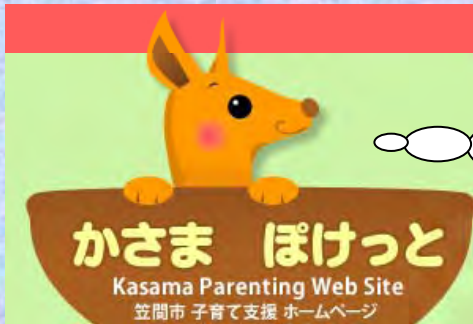 かさま　ぽけっと
Kasama Parenting Web Site
笠間市 子育て支援 ホームページ